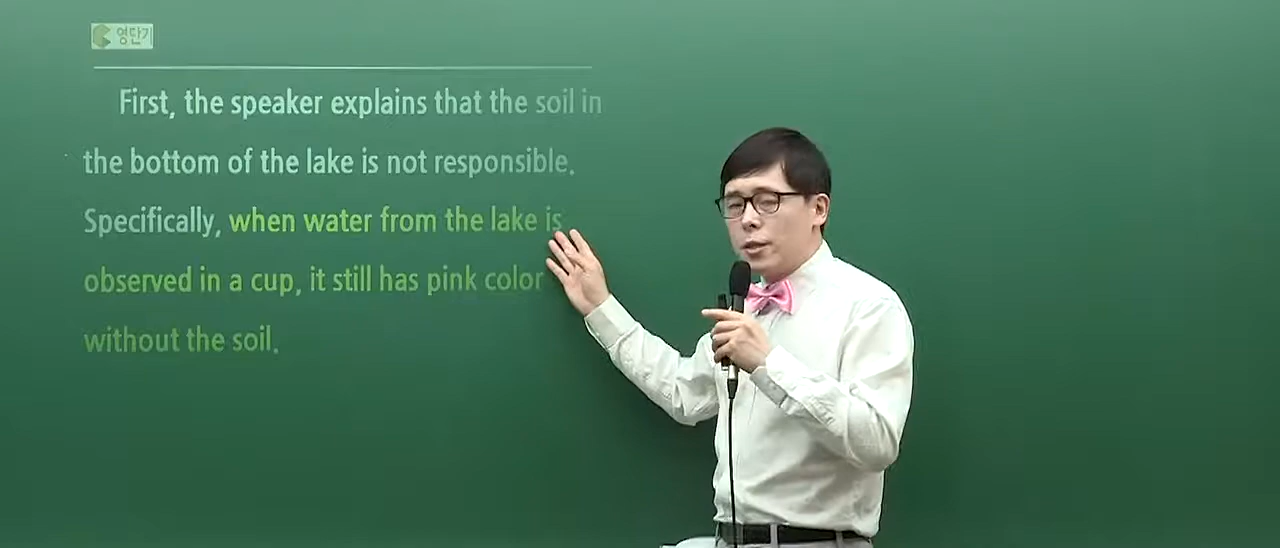 영단기
First, the speaker explains that the soil in
the bottom of the lake is not responsible.
Specifically, when water from the lake is
observed in a cup, it still has pink color
without the soil.